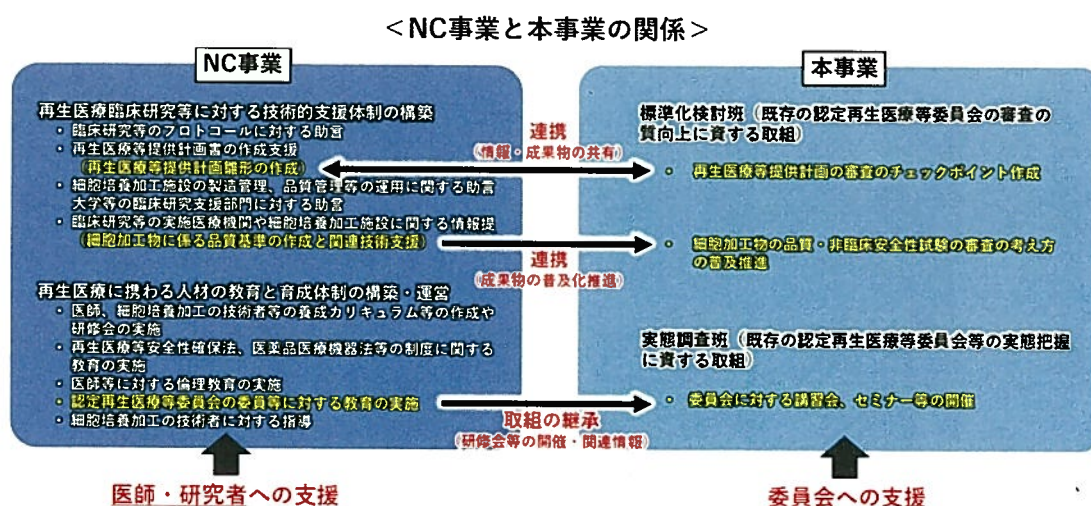 ＜NC事業と本事業の関係＞
NC事業
再生医療臨床研究等に対する技術的支援体制の構築
・ 臨床研究等のプロトコールに対する助言
・ 再生医療等提供計画書の作成支援
(再生医療等提供計画雛形の作成)
・ 細胞培養加工施設の製造管理、品質管理等の運用に関する助言
大学等の臨床研究支援部門に対する助言
・ 臨床研究等の実施医療機関や細胞培養加工施設に関する情報提
(細胞加工物に係る品質基準の作成と関連技術支援)
再生医療に携わる人材の教育と育成体制の構築・運営
・ 医師、細胞培養加工の技術者等の養成カリキュラム等の作成や
研修会の実施
・ 再生医療等安全性確保法、医薬品医療機器法等の制度に関する
教育の実施
・ 医師等に対する倫理教育の実施
・ 認定再生医療等委員会の委員等に対する教育の実施
・ 細胞培養加工の技術者に対する指導
医師・研究者への支援
連携
(情報・成果物の共有)
連携
(成果物の普及化推進)
取組の継承
(研修会等の開催・関連情報)
本事業
標準化検討班（既存の認定再生医療等委員会の審査の
質向上に資する取組）
・ 再生医療等提供計画の審査のチェックポイント作成
・ 細胞加工物の品質・非臨床安全性試験の審査の考え方
の普及推進
実態調査班（既存の認定再生医療等委員会等の実態把握
に資する取組）
・ 委員会に対する講習会、セミナー等の開催
委員会への支援